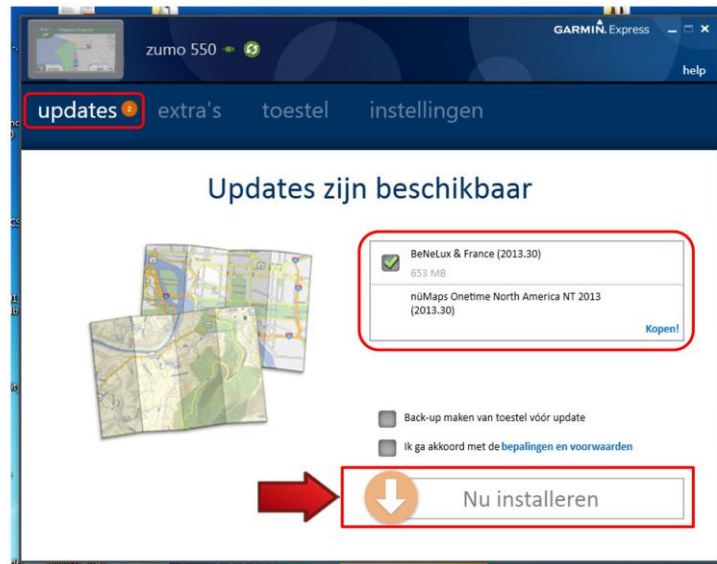 GARMIN. Express
zumo 550
help
updates 2 extra's toestel instellingen
Updates zijn beschikbaar
BeNeLux & France (2013.30)
653 MB
nüMaps Onetime North America NT 2013
(2013.30)
Kopen!
Back-up maken van toestel vóór update
Ik ga akkoord met de bepalingen en voorwaarden
Nu installeren